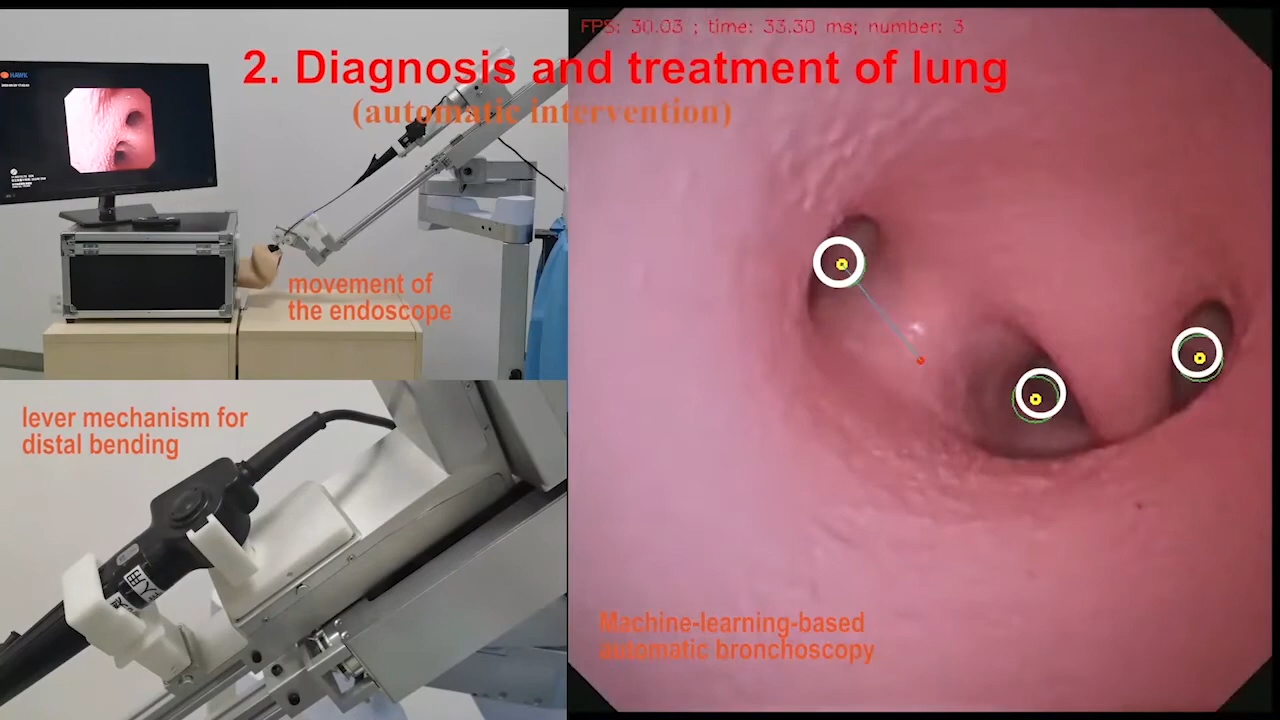 FPS: 30.03 ; time: 33.30 ms; number: 3
2. Diagnosis and treatment of lung
(automatic intervention)
HAWK
movement of
the endoscope
lever mechanism for
distal bending
Machine-learning-based
automatic bronchoscopy